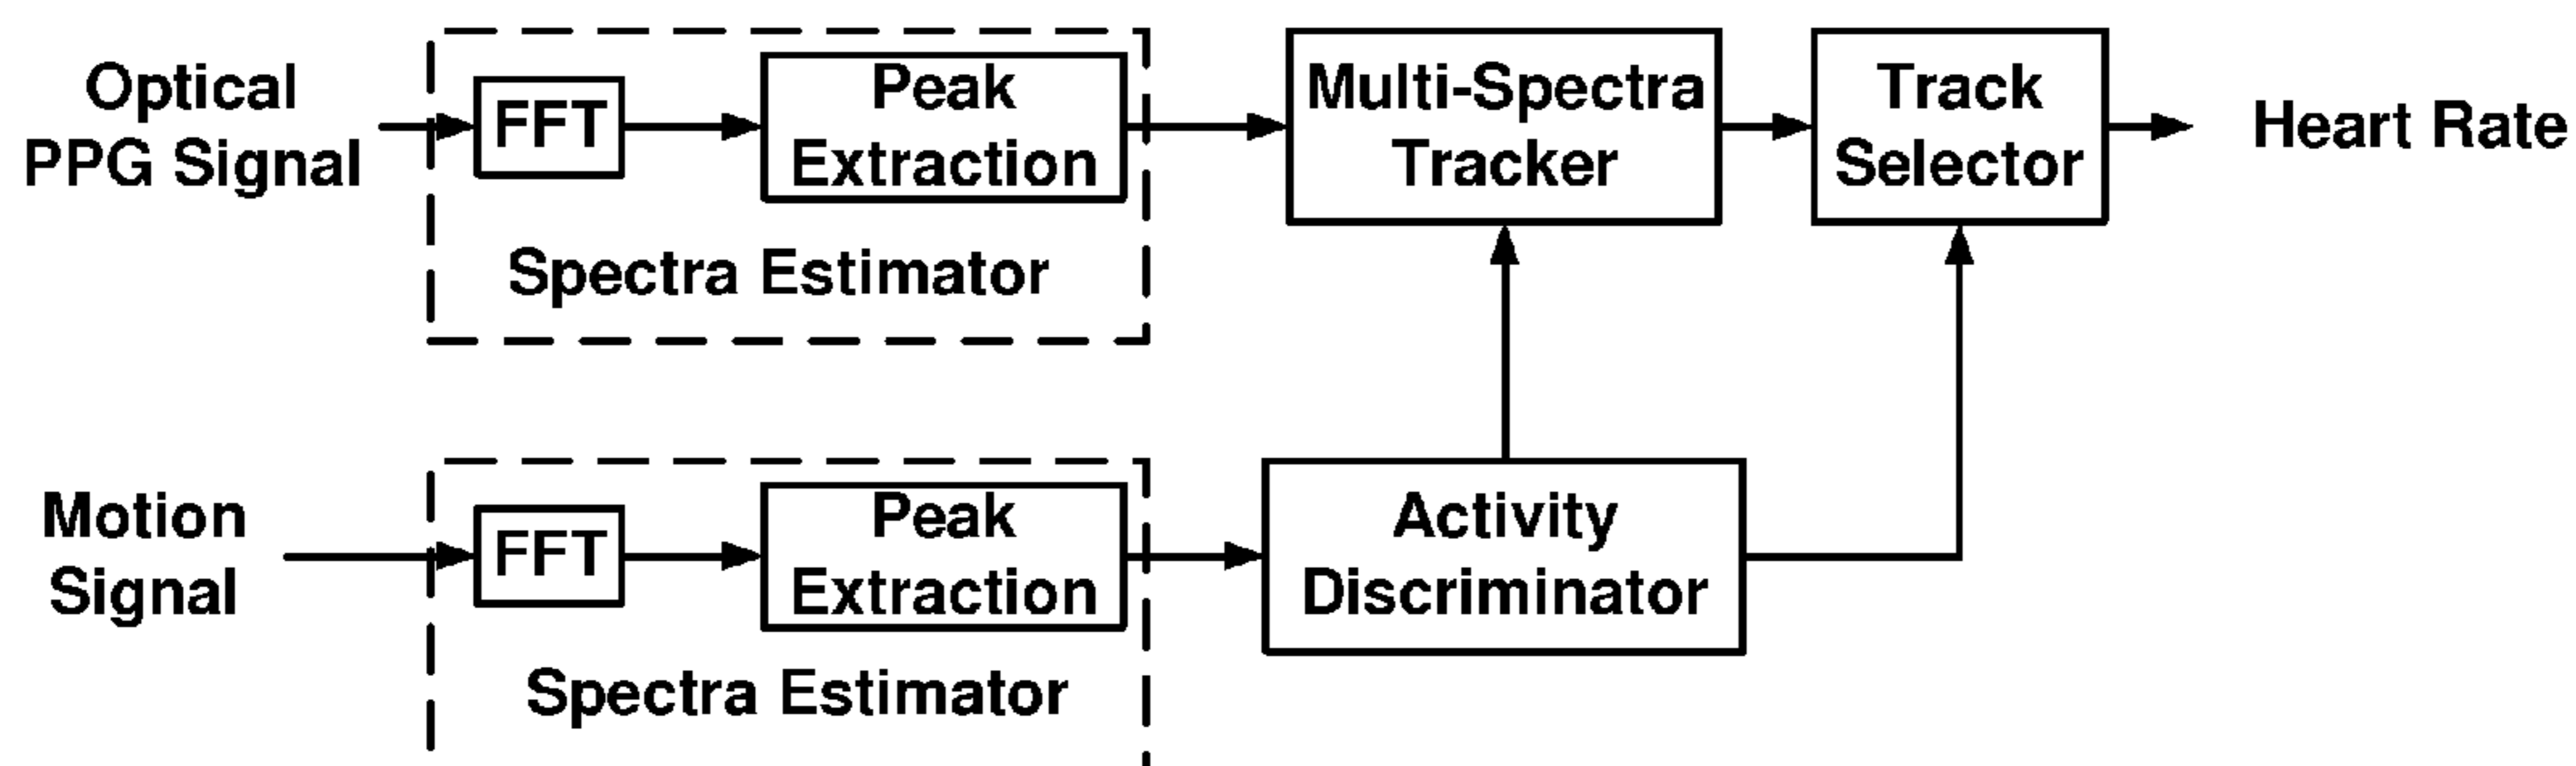 Optical
PPG Signal
FFT
Peak
Extraction
Spectra Estimator
Multi-Spectra
Tracker
Track
Selector
Heart Rate
Motion
Signal
FFT
Peak
Extraction
Spectra Estimator
Activity
Discriminator